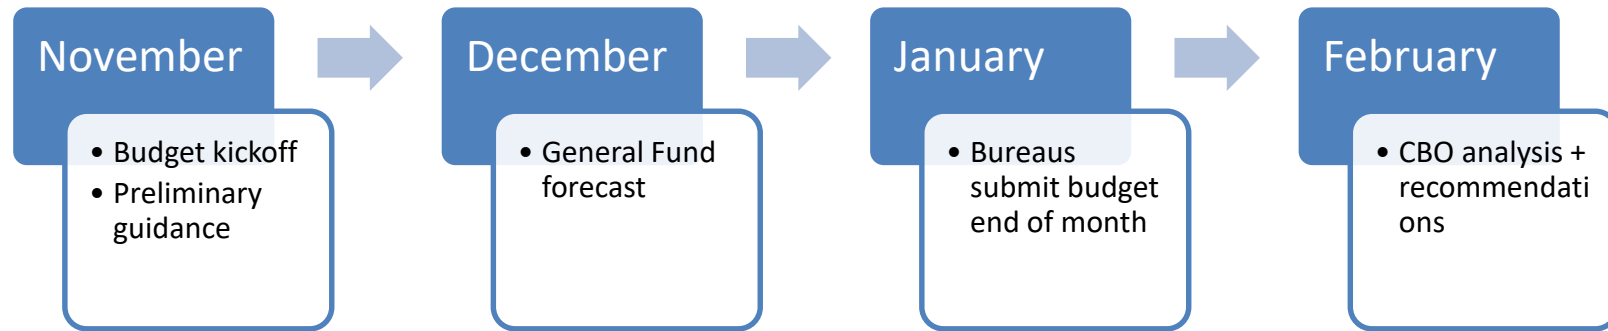 November
• Budget kickoff
• Preliminary
guidance
December
• General Fund
forecast
January
• Bureaus
submit budget
end of month
February
• CBO analysis +
recommendati
ons